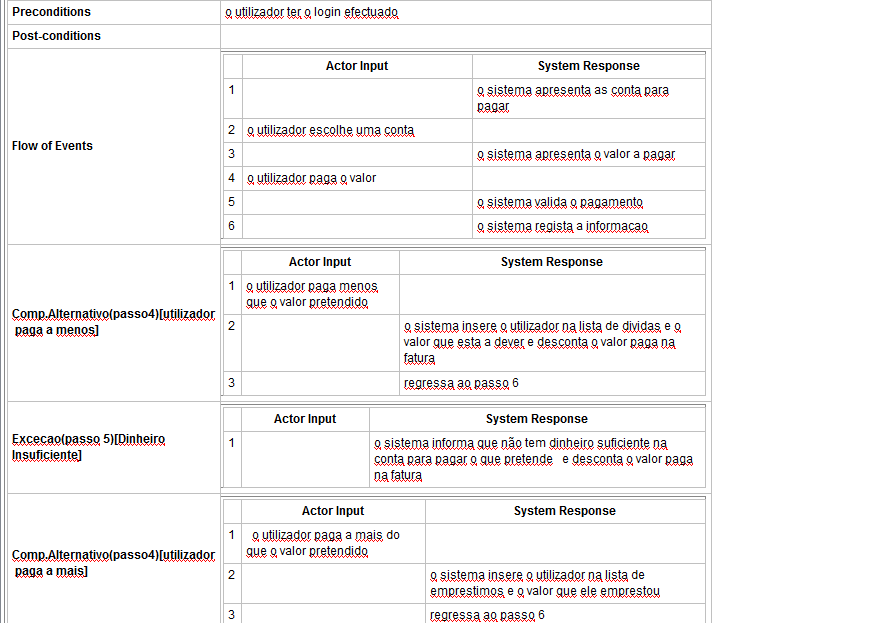 Preconditions
o utilizador ter o login efectuado
Post-conditions
Flow of Events
Actor Input
System Response
1
o sistema apresenta as conta para
pagar
2
o utilizador escolhe uma conta
3
o sistema apresenta o valor a pagar
4
o utilizador paga o valor
5
o sistema valida o pagamento
6
o sistema regista a informacao
Comp.Alternativo(passo4)[utilizador
paga a menos]
Actor Input
System Response
1
o utilizador paga menos
que o valor pretendido
2
o sistema insere o utilizador na lista de dividas e o
valor que esta a dever e desconta o valor paga na
fatura
3
regressa ao passo 6
Excecao(passo 5)[Dinheiro
Insuficiente]
Actor Input
System Response
1
o sistema informa que não tem dinheiro suficiente na
conta para pagar o que pretende e desconta o valor paga
na fatura
Comp.Alternativo(passo4)[utilizador
paga a mais]
Actor Input
System Response
1
o utilizador paga a mais do
que o valor pretendido
2
o sistema insere o utilizador na lista de
emprestimos e o valor que ele emprestou
3
regressa ao passo 6